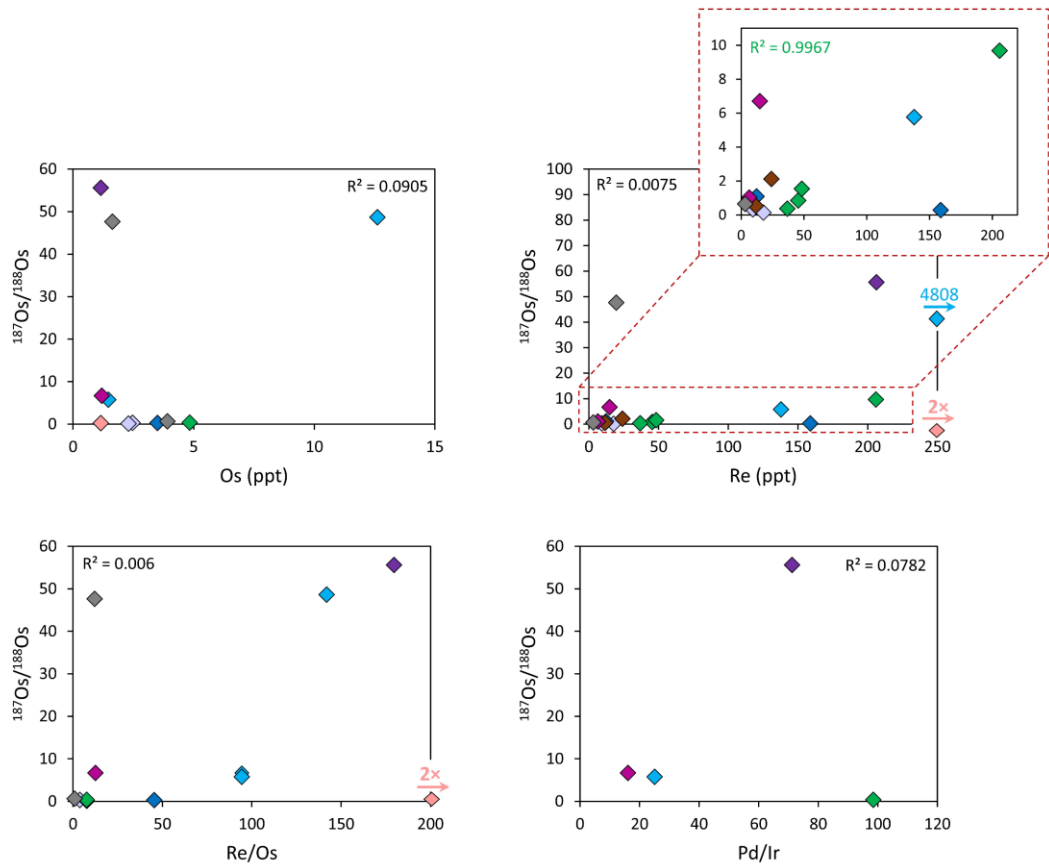 10
8
6
4
2
0
0 50 100 150 200
R² = 0.9967
60
50
40
30
20
10
0
0 5 10 15
R² = 0.0905
¹⁸⁷Os/¹⁸⁸Os
Os (ppt)
100
90
80
70
60
50
40
30
20
10
0
0 50 100 150 200 250
R² = 0.0075
4808
2×
¹⁸⁷Os/¹⁸⁸Os
Re (ppt)
60
50
40
30
20
10
0
0 50 100 150 200
R² = 0.006
2×
¹⁸⁷Os/¹⁸⁸Os
Re/Os
60
50
40
30
20
10
0
0 20 40 60 80 100 120
R² = 0.0782
¹⁸⁷Os/¹⁸⁸Os
Pd/Ir